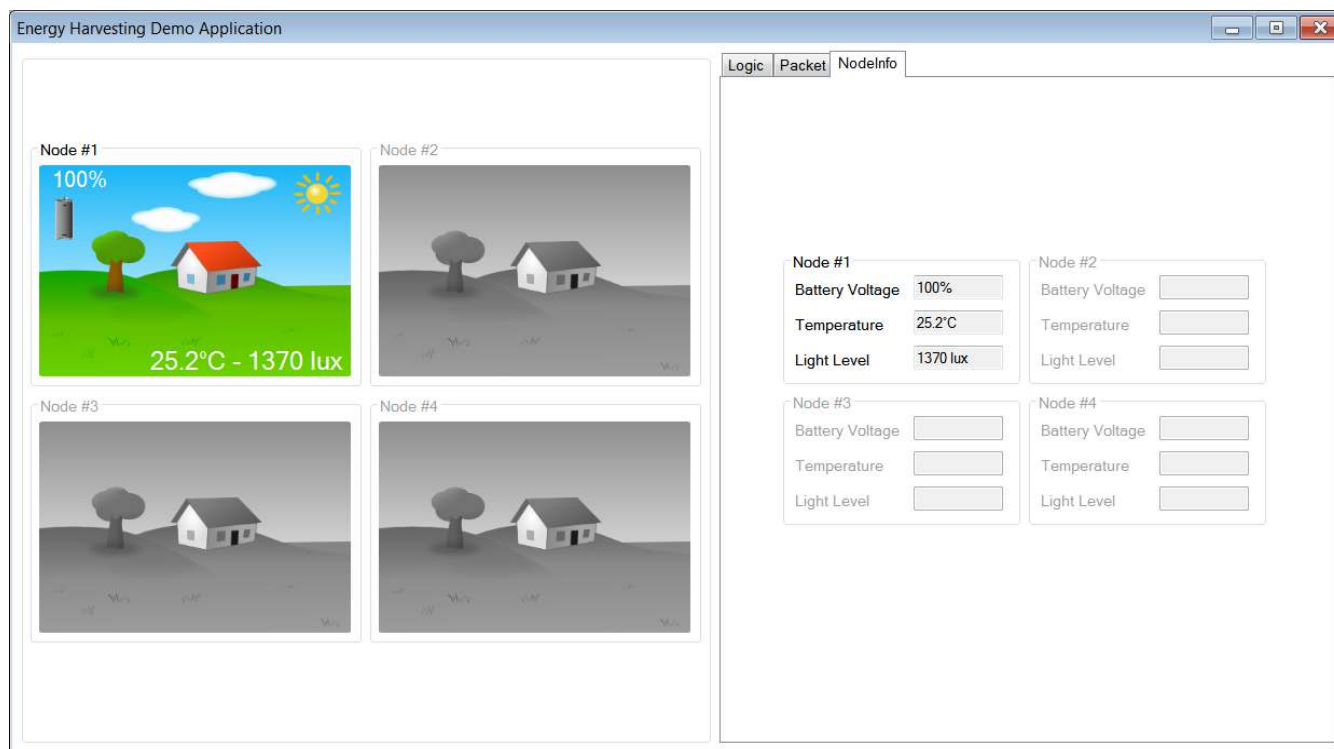 Energy Harvesting Demo Application
Logic Packet NodeInfo
Node #1
100%
25.2°C - 1370 lux
Node #2
Node #3
Node #4
Node #1
Battery Voltage 100%
Temperature 25.2°C
Light Level 1370 lux
Node #2
Battery Voltage
Temperature
Light Level
Node #3
Battery Voltage
Temperature
Light Level
Node #4
Battery Voltage
Temperature
Light Level